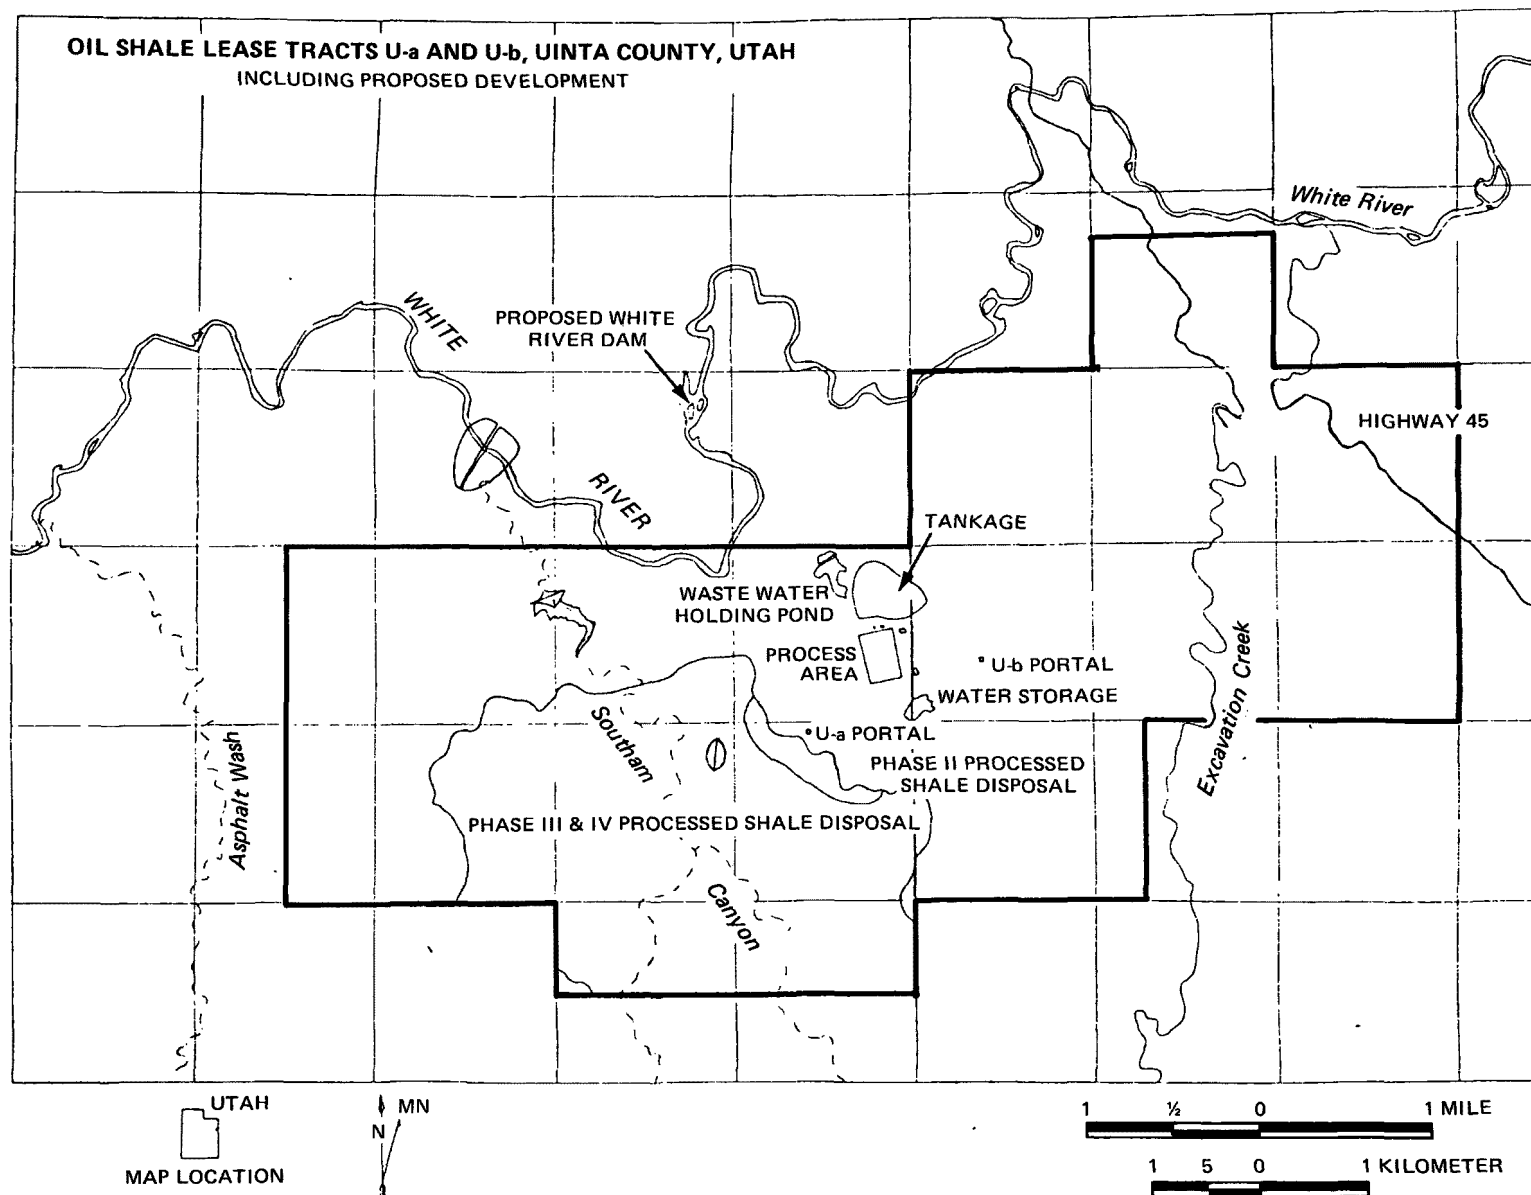 OIL SHALE LEASE TRACTS U-a AND U-b, UINTA COUNTY, UTAH
INCLUDING PROPOSED DEVELOPMENT
White River
WHITE
RIVER
PROPOSED WHITE
RIVER DAM
HIGHWAY 45
TANKAGE
WASTE WATER
HOLDING POND
PROCESS
AREA
U-b PORTAL
WATER STORAGE
U-a PORTAL
PHASE II PROCESSED
SHALE DISPOSAL
Excavation Creek
Asphalt Wash
Southam
Canyon
PHASE III & IV PROCESSED SHALE DISPOSAL
UTAH
MAP LOCATION
MN
N
1 ½ 0 1 MILE
1 5 0 1 KILOMETER